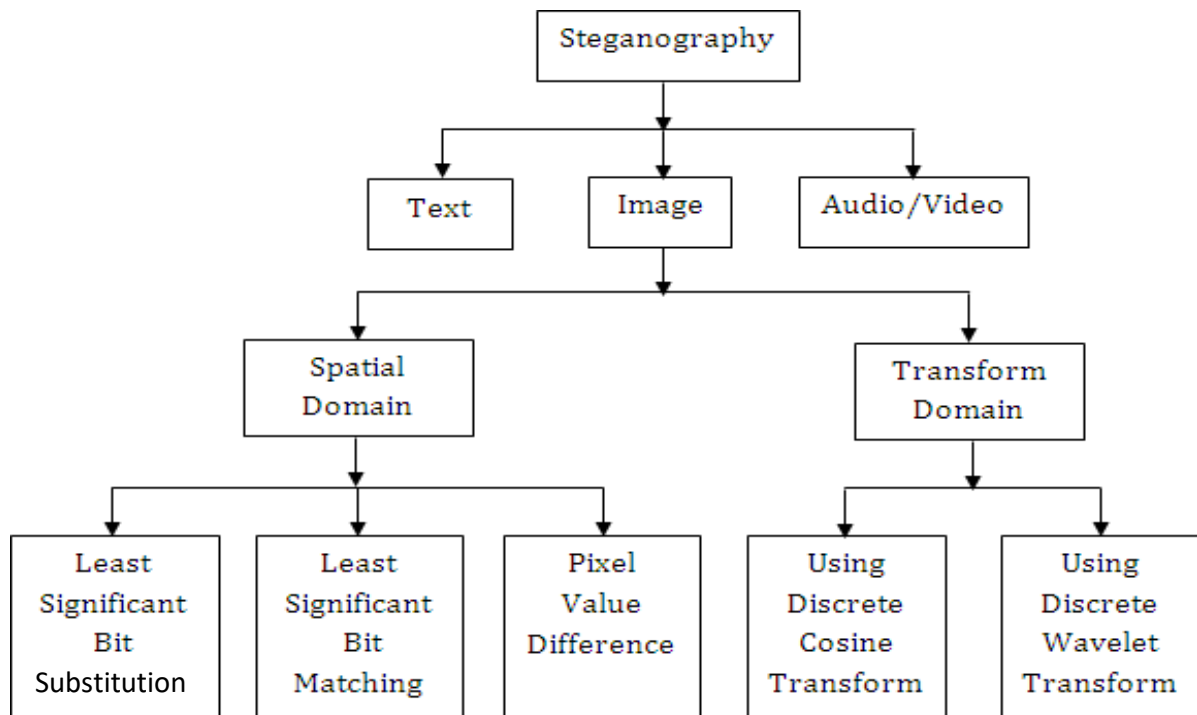 Steganography
Text
Image
Audio/Video
Spatial
Domain
Transform
Domain
Least
Significant
Bit
Substitution
Least
Significant
Bit
Matching
Pixel
Value
Difference
Using
Discrete
Cosine
Transform
Using
Discrete
Wavelet
Transform